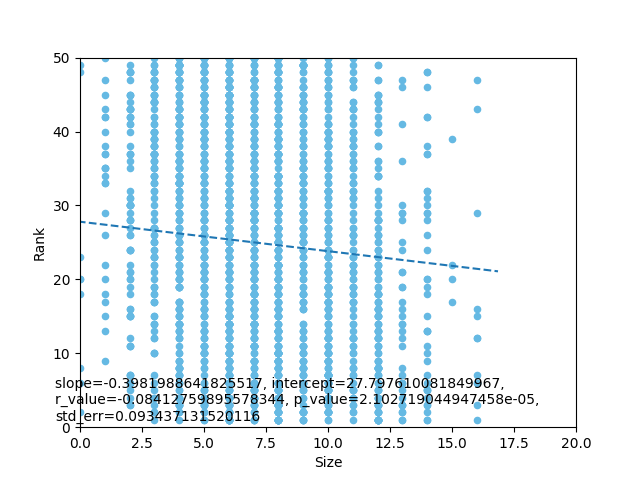 50
40
30
20
10
0
Rank
slope=-0.3981988641825517, intercept=27.797610081849967,
r_value=-0.08412759895578344, p_value=2.102719044947458e-05,
std_err=0.093437131520116
0.0 2.5 5.0 7.5 10.0 12.5 15.0 17.5 20.0
Size